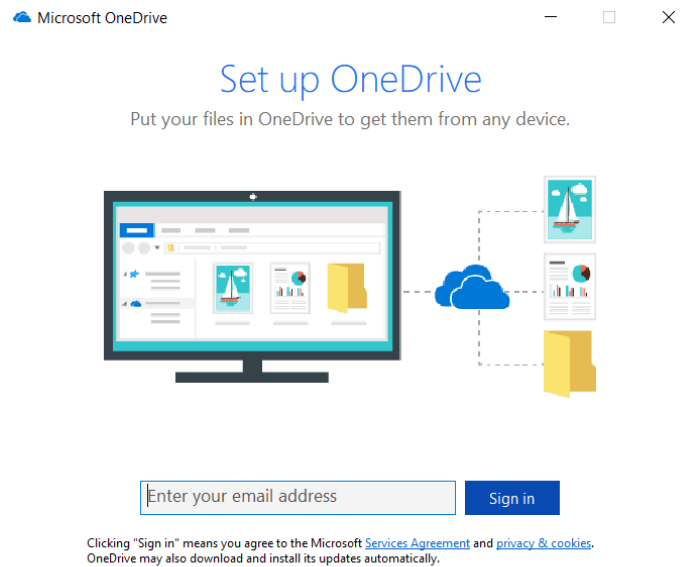 Microsoft OneDrive
Set up OneDrive
Put your files in OneDrive to get them from any device.
Enter your email address
Sign in
Clicking "Sign in" means you agree to the Microsoft Services Agreement and privacy & cookies.
OneDrive may also download and install its updates automatically.